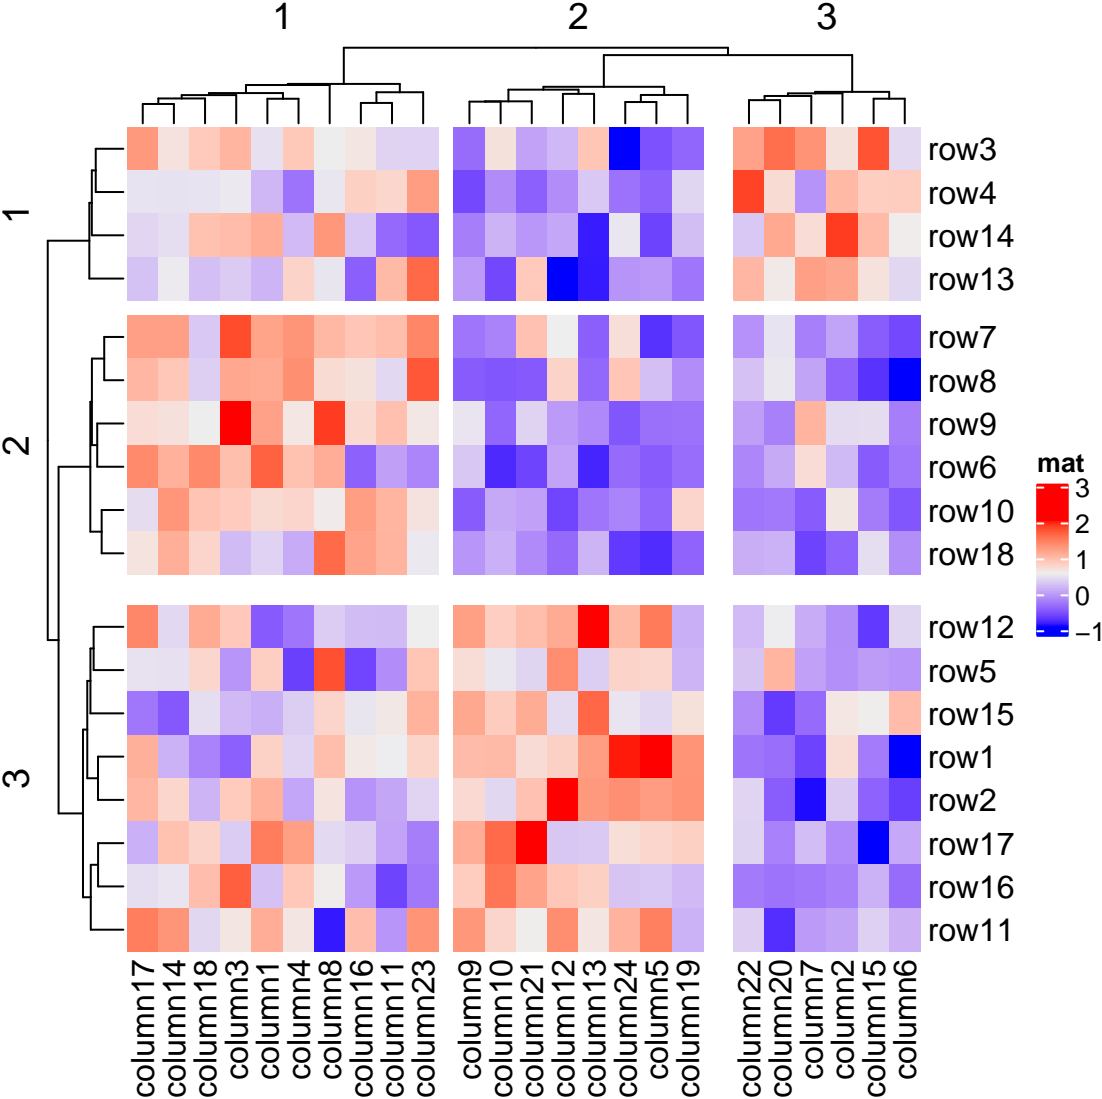 1 2 3
row3
row4
1
row14
row13
row7
row8
row9
2
row6
row10
row18
row12
row5
row15
row1
3
row2
row17
row16
row11
mat
3
2
1
0
−1
column17
column14
column18
column3
column1
column4
column8
column16
column11
column23
column9
column10
column21
column12
column13
column24
column5
column19
column22
column20
column7
column2
column15
column6